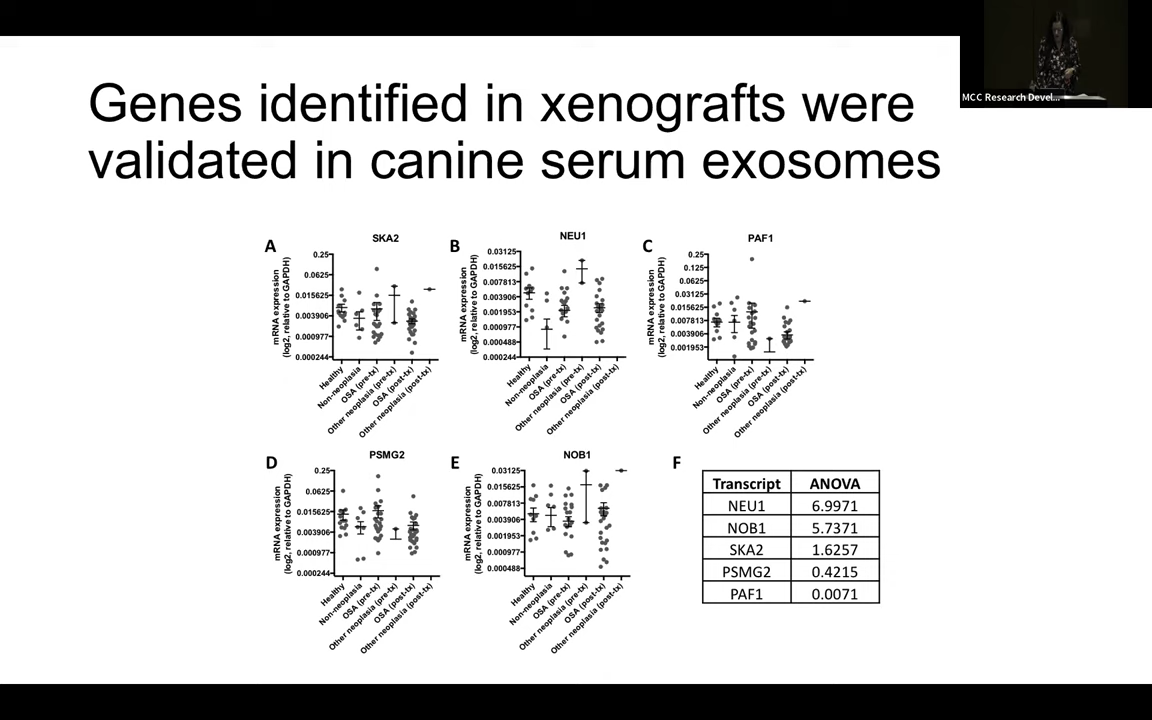 Genes identified in xenografts were
validated in canine serum exosomes
MCC Research Devel...
A
SKA2
mRNA expression
(log2, relative to GAPDH)
0.25
0.0625
0.015625
0.003906
0.000977
0.000244
Healthy
Non-neoplasia
OSA (pre-tx)
Other neoplasia (pre-tx)
OSA (post-tx)
Other neoplasia (post-tx)
B
NEU1
mRNA expression
(log2, relative to GAPDH)
0.03125
0.015625
0.007813
0.003906
0.001953
0.000977
0.000488
0.000244
Healthy
Non-neoplasia
OSA (pre-tx)
Other neoplasia (pre-tx)
OSA (post-tx)
Other neoplasia (post-tx)
C
PAF1
mRNA expression
(log2, relative to GAPDH)
0.25
0.125
0.0625
0.03125
0.015625
0.007813
0.003906
0.001953
Healthy
Non-neoplasia
OSA (pre-tx)
Other neoplasia (pre-tx)
OSA (post-tx)
Other neoplasia (post-tx)
D
PSMG2
mRNA expression
(log2, relative to GAPDH)
0.25
0.0625
0.015625
0.003906
0.000977
0.000244
Healthy
Non-neoplasia
OSA (pre-tx)
Other neoplasia (pre-tx)
OSA (post-tx)
Other neoplasia (post-tx)
E
NOB1
mRNA expression
(log2, relative to GAPDH)
0.03125
0.015625
0.007813
0.003906
0.001953
0.000977
0.000488
Healthy
Non-neoplasia
OSA (pre-tx)
Other neoplasia (pre-tx)
OSA (post-tx)
Other neoplasia (post-tx)
F
Transcript ANOVA
NEU1 6.9971
NOB1 5.7371
SKA2 1.6257
PSMG2 0.4215
PAF1 0.0071